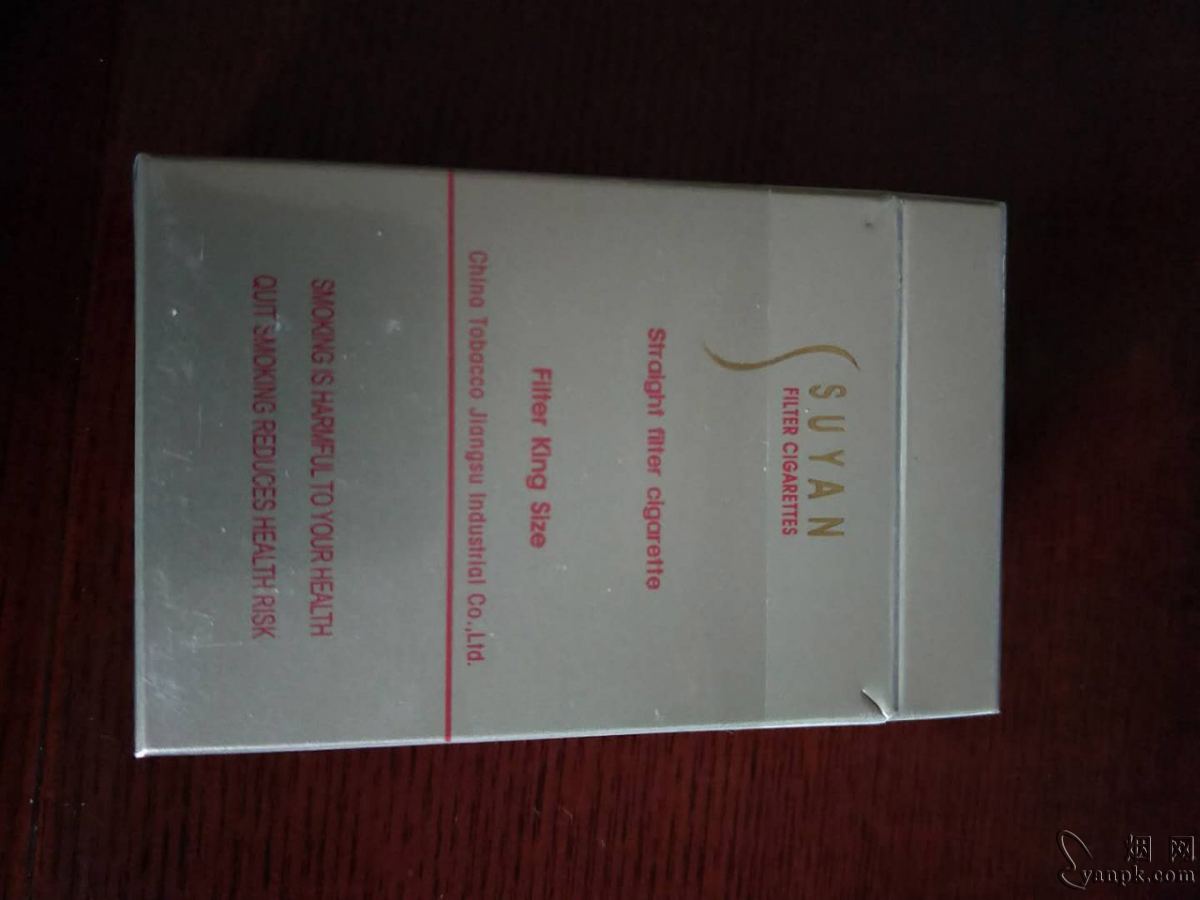 SUYAN
FILTER CIGARETTES
Straight filter cigarette
Filter King Size
China Tobacco Jiangsu Industrial Co.,Ltd.
SMOKING IS HARMFUL TO YOUR HEALTH
QUIT SMOKING REDUCES HEALTH RISK
烟网
yanpk.com